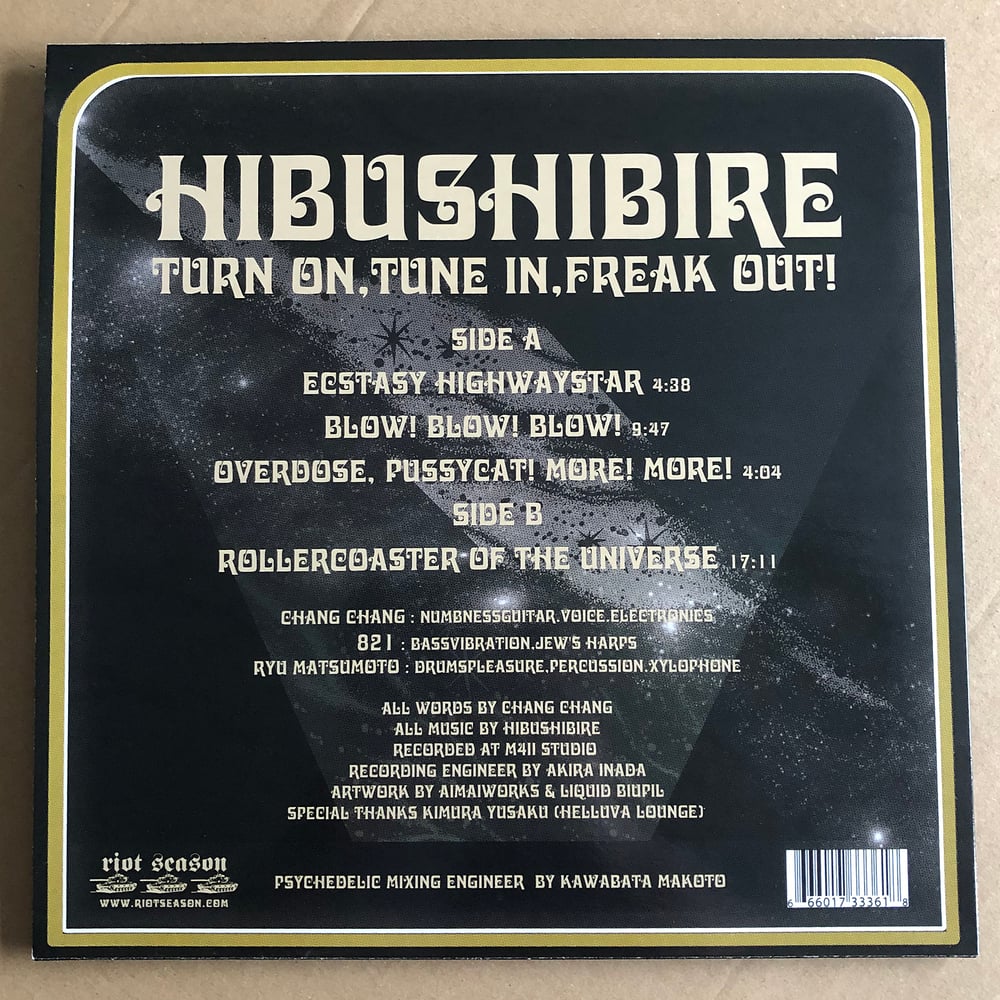 HIBUSHIBIRE
TURN ON,TUNE IN,FREAK OUT!
SIDE A
ECSTASY HIGHWAYSTAR 4:38
BLOW! BLOW! BLOW! 9:47
OVERDOSE, PUSSYCAT! MORE! MORE! 4:04
SIDE B
ROLLERCOASTER OF THE UNIVERSE 17:11
CHANG CHANG : NUMBNESSGUITAR.VOICE.ELECTRONICS
821 : BASSVIBRATION.JEW'S HARPS
RYU MATSUMOTO : DRUMSPLEASURE,PERCUSSION.XYLOPHONE
ALL WORDS BY CHANG CHANG
ALL MUSIC BY HIBUSHIBIRE
RECORDED AT M4II STUDIO
RECORDING ENGINEER BY AKIRA INADA
ARTWORK BY AIMAIWORKS & LIQUID BIUPIL
SPECIAL THANKS KIMURA YUSAKU (HELLUVA LOUNGE)
riot season
WWW.RIOTSEASON.COM
PSYCHEDELIC MIXING ENGINEER BY KAWABATA MAKOTO
6 66017 33361 8